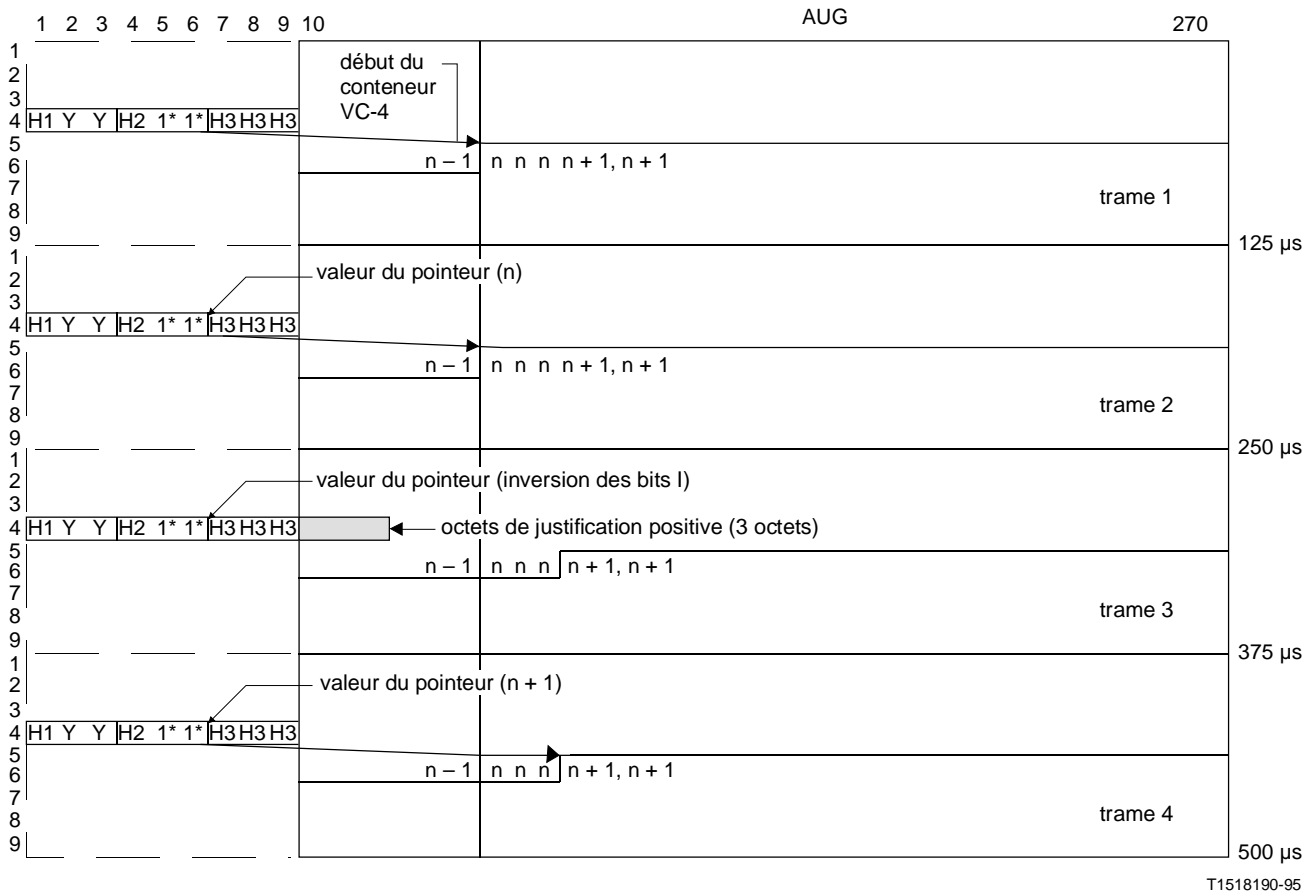 1 2 3 4 5 6 7 8 9 10 AUG 270
1
2
3
4 H1 Y Y H2 1* 1* H3 H3 H3
5
6
7
8
9
début du
conteneur
VC-4
n – 1 n n n n + 1, n + 1
trame 1
125 µs
1
2
3
4 H1 Y Y H2 1* 1* H3 H3 H3
5
6
7
8
9
valeur du pointeur (n)
n – 1 n n n n + 1, n + 1
trame 2
250 µs
1
2
3
4 H1 Y Y H2 1* 1* H3 H3 H3
5
6
7
8
9
valeur du pointeur (inversion des bits I)
octets de justification positive (3 octets)
n – 1 n n n n + 1, n + 1
trame 3
375 µs
1
2
3
4 H1 Y Y H2 1* 1* H3 H3 H3
5
6
7
8
9
valeur du pointeur (n + 1)
n – 1 n n n n + 1, n + 1
trame 4
500 µs
T1518190-95